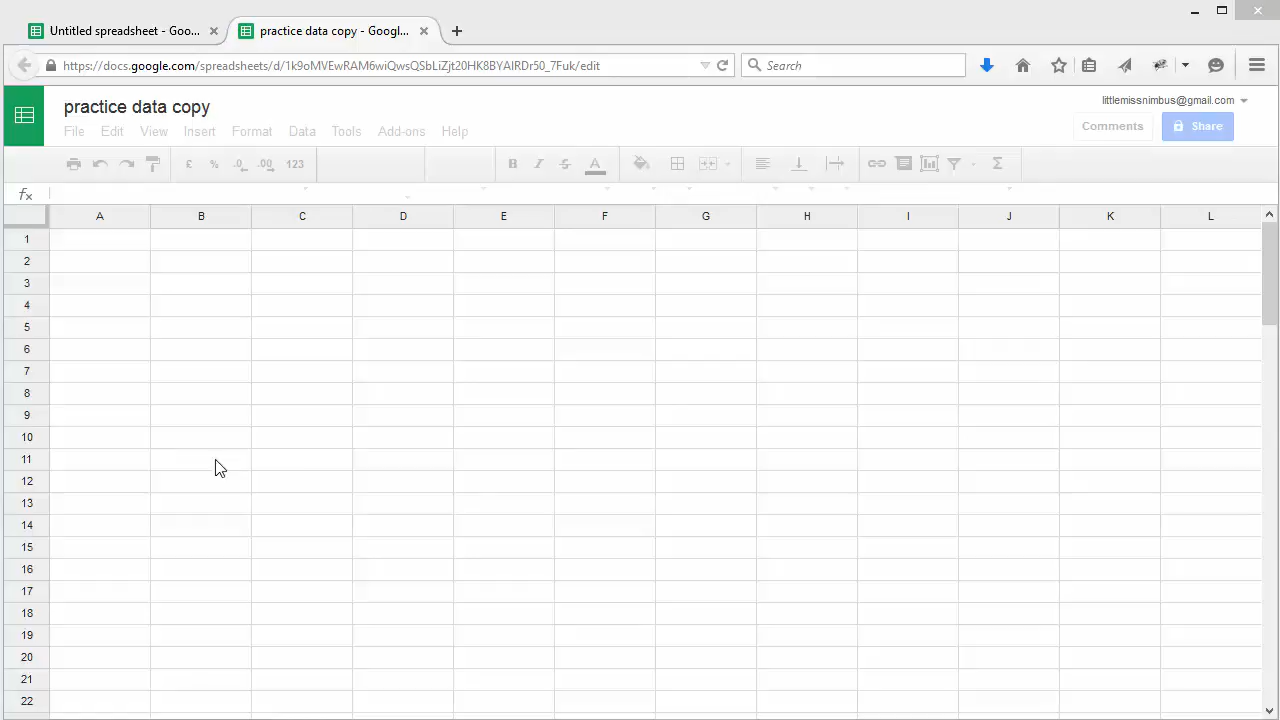 Untitled spreadsheet - Goo...
practice data copy - Googl...
https://docs.google.com/spreadsheets/d/1k9oMVEwRAM6wiQwsQSbLiZjt20HK8BYAlRDr50_7Fuk/edit
Search
practice data copy
littlemissnimbus@gmail.com
File Edit View Insert Format Data Tools Add-ons Help
Comments
Share
£ % .0 .00 123 B I S A Σ
fx
A B C D E F G H I J K L
1
2
3
4
5
6
7
8
9
10
11
12
13
14
15
16
17
18
19
20
21
22